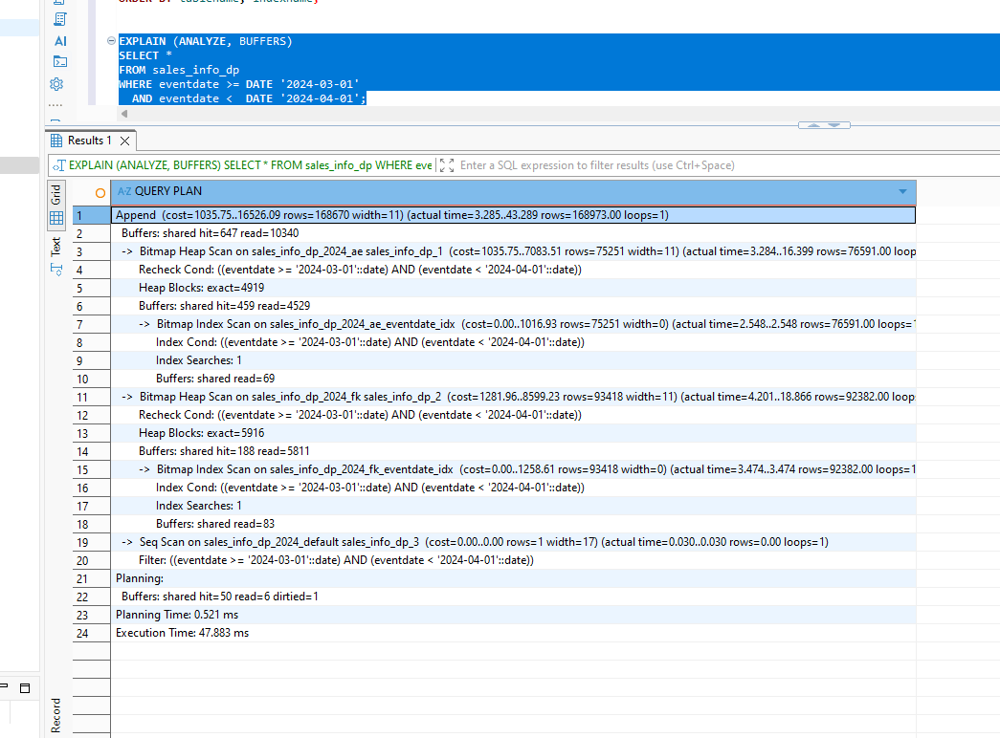 EXPLAIN (ANALYZE, BUFFERS)
SELECT *
FROM sales_info_dp
WHERE eventdate >= DATE '2024-03-01'
AND eventdate < DATE '2024-04-01';
Results 1
EXPLAIN (ANALYZE, BUFFERS) SELECT * FROM sales_info_dp WHERE eve
Enter a SQL expression to filter results (use Ctrl+Space)
Grid
Text
Record
AI
A-Z QUERY PLAN
1 Append (cost=1035.75..16526.09 rows=168670 width=11) (actual time=3.285..43.289 rows=168973.00 loops=1)
2 Buffers: shared hit=647 read=10340
3 -> Bitmap Heap Scan on sales_info_dp_2024_ae sales_info_dp_1 (cost=1035.75..7083.51 rows=75251 width=11) (actual time=3.284..16.399 rows=76591.00 loop
4 Recheck Cond: ((eventdate >= '2024-03-01'::date) AND (eventdate < '2024-04-01'::date))
5 Heap Blocks: exact=4919
6 Buffers: shared hit=459 read=4529
7 -> Bitmap Index Scan on sales_info_dp_2024_ae_eventdate_idx (cost=0.00..1016.93 rows=75251 width=0) (actual time=2.548..2.548 rows=76591.00 loops=1
8 Index Cond: ((eventdate >= '2024-03-01'::date) AND (eventdate < '2024-04-01'::date))
9 Index Searches: 1
10 Buffers: shared read=69
11 -> Bitmap Heap Scan on sales_info_dp_2024_fk sales_info_dp_2 (cost=1281.96..8599.23 rows=93418 width=11) (actual time=4.201..18.866 rows=92382.00 loop
12 Recheck Cond: ((eventdate >= '2024-03-01'::date) AND (eventdate < '2024-04-01'::date))
13 Heap Blocks: exact=5916
14 Buffers: shared hit=188 read=5811
15 -> Bitmap Index Scan on sales_info_dp_2024_fk_eventdate_idx (cost=0.00..1258.61 rows=93418 width=0) (actual time=3.474..3.474 rows=92382.00 loops=1
16 Index Cond: ((eventdate >= '2024-03-01'::date) AND (eventdate < '2024-04-01'::date))
17 Index Searches: 1
18 Buffers: shared read=83
19 -> Seq Scan on sales_info_dp_2024_default sales_info_dp_3 (cost=0.00..0.00 rows=1 width=17) (actual time=0.030..0.030 rows=0.00 loops=1)
20 Filter: ((eventdate >= '2024-03-01'::date) AND (eventdate < '2024-04-01'::date))
21 Planning:
22 Buffers: shared hit=50 read=6 dirtied=1
23 Planning Time: 0.521 ms
24 Execution Time: 47.883 ms